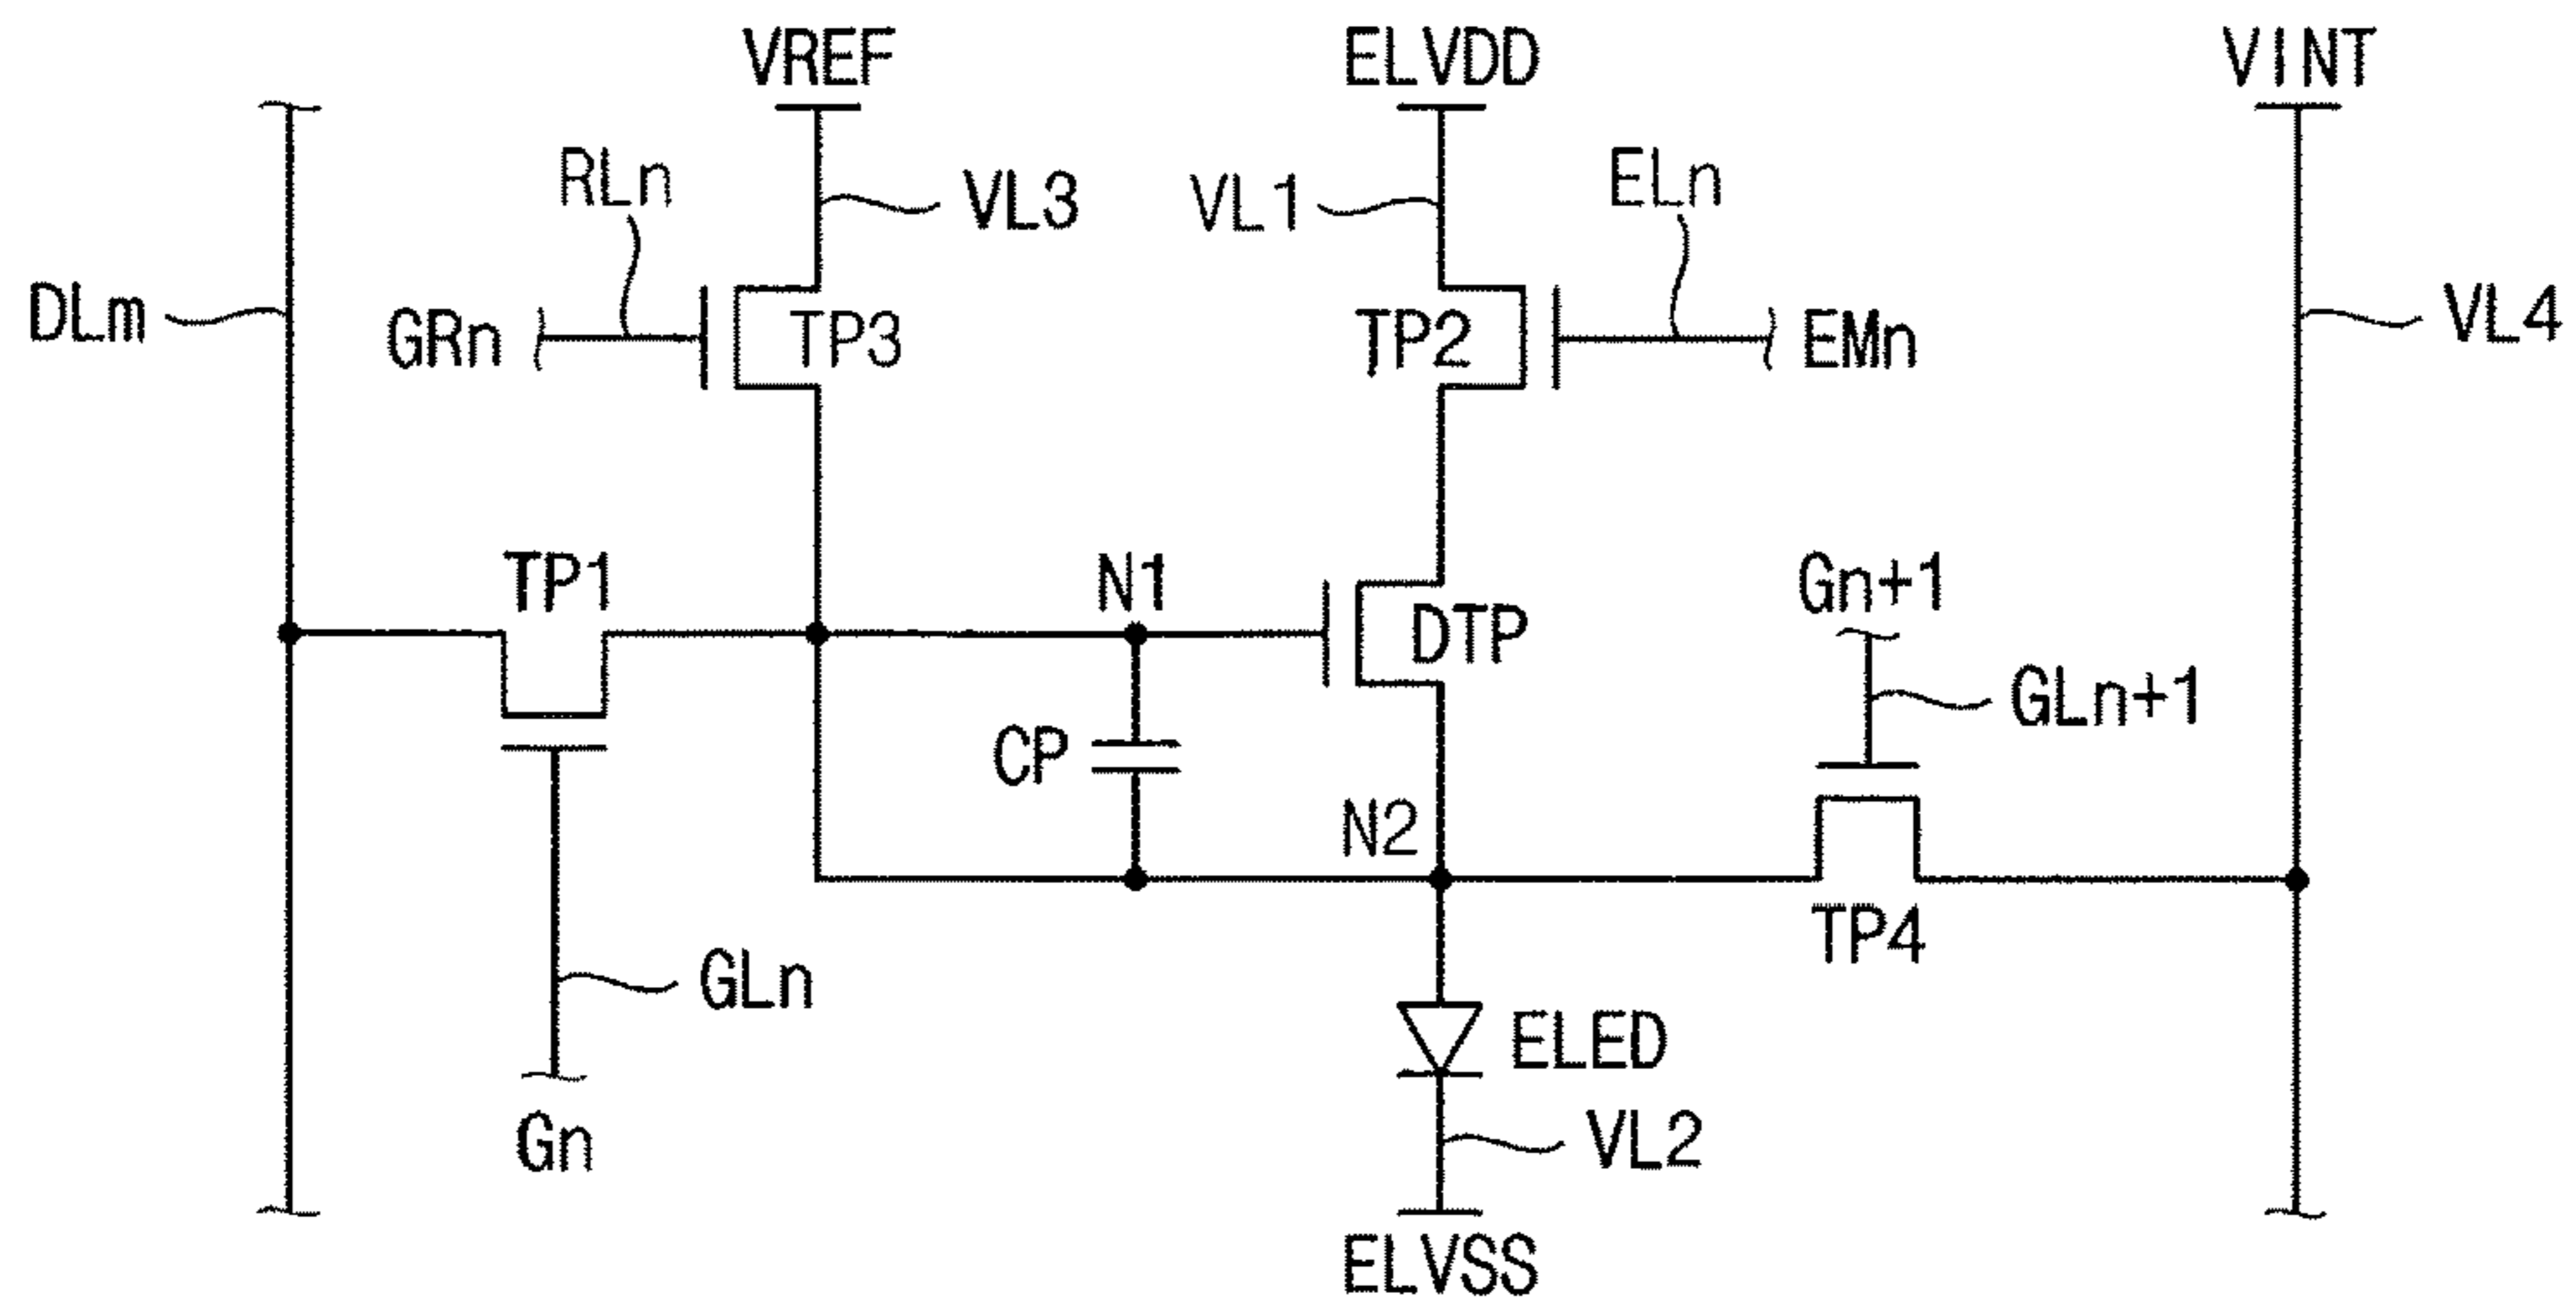 VREF ELVDD VINT
RLn VL3 VL1 ELn
DLm GRn TP3 TP2 EMn VL4
TP1 N1 DTP Gn+1
GLn+1
CP
N2
TP4
GLn
ELED
Gn VL2
ELVSS